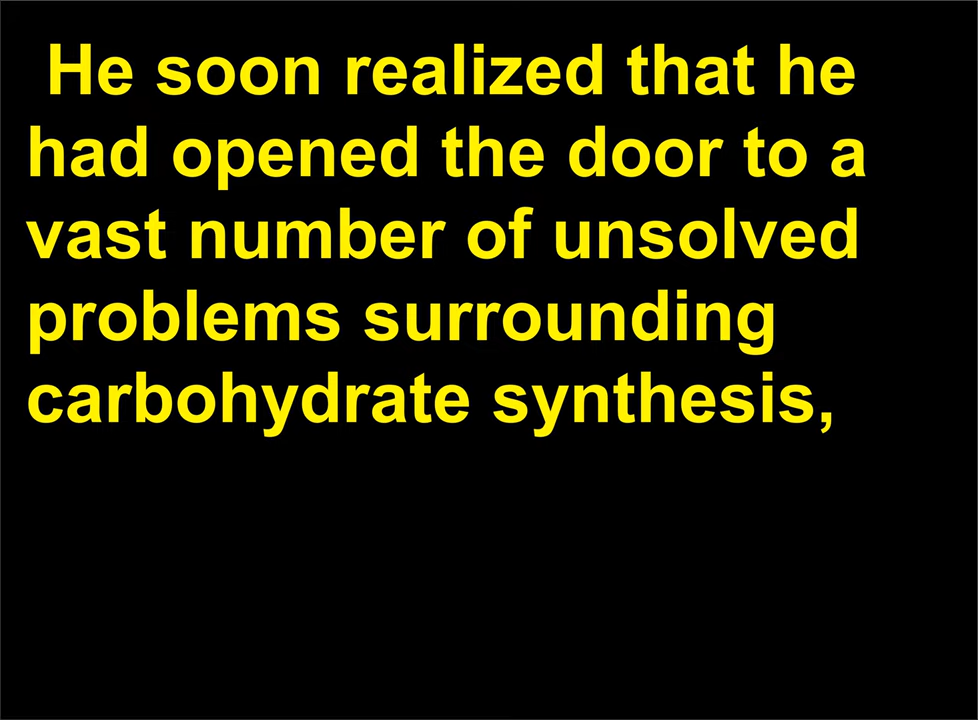 He soon realized that he
had opened the door to a
vast number of unsolved
problems surrounding
carbohydrate synthesis,